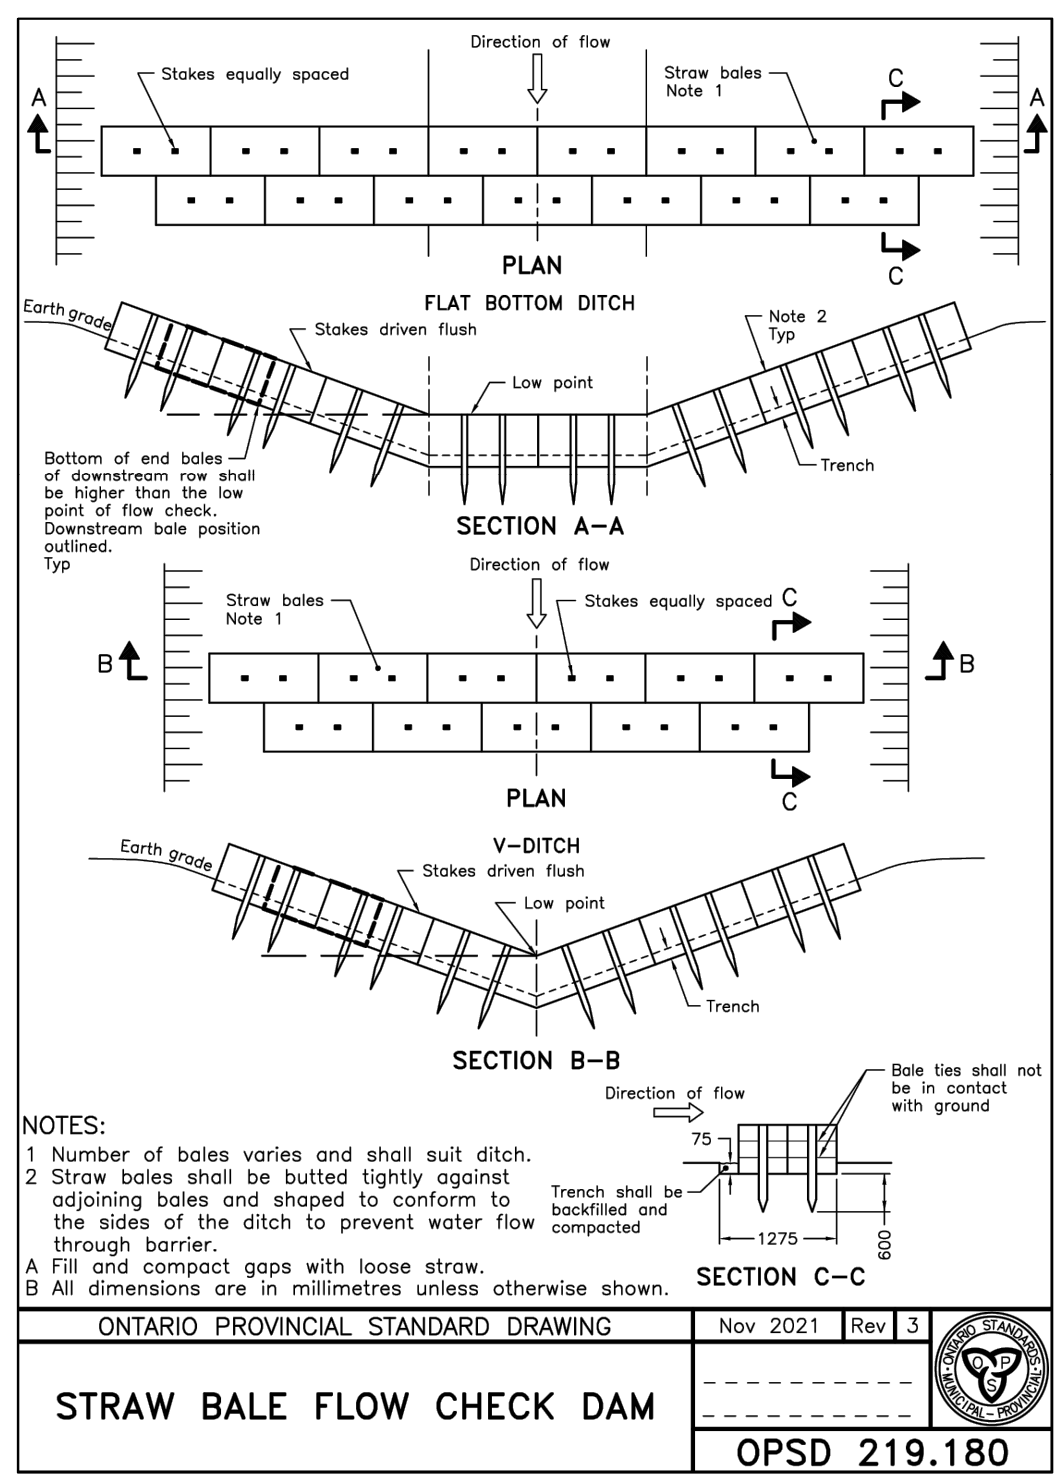 Direction of flow
Stakes equally spaced
Straw bales
Note 1
C
A
A
C
PLAN
FLAT BOTTOM DITCH
Earth grade
Stakes driven flush
Note 2
Typ
Low point
Bottom of end bales
of downstream row shall
be higher than the low
point of flow check.
Downstream bale position
outlined.
Typ
Trench
SECTION A-A
Direction of flow
Straw bales
Note 1
Stakes equally spaced
C
B
B
C
PLAN
V-DITCH
Earth grade
Stakes driven flush
Low point
Trench
SECTION B-B
Direction of flow
Bale ties shall not
be in contact
with ground
75
Trench shall be
backfilled and
compacted
1275
600
SECTION C-C
NOTES:
1 Number of bales varies and shall suit ditch.
2 Straw bales shall be butted tightly against
adjoining bales and shaped to conform to
the sides of the ditch to prevent water flow
through barrier.
A Fill and compact gaps with loose straw.
B All dimensions are in millimetres unless otherwise shown.
ONTARIO PROVINCIAL STANDARD DRAWING
Nov 2021
Rev
3
STRAW BALE FLOW CHECK DAM
ONTARIO STANDARDS
MUNICIPAL-PROVINCIAL
O P
S
OPSD 219.180